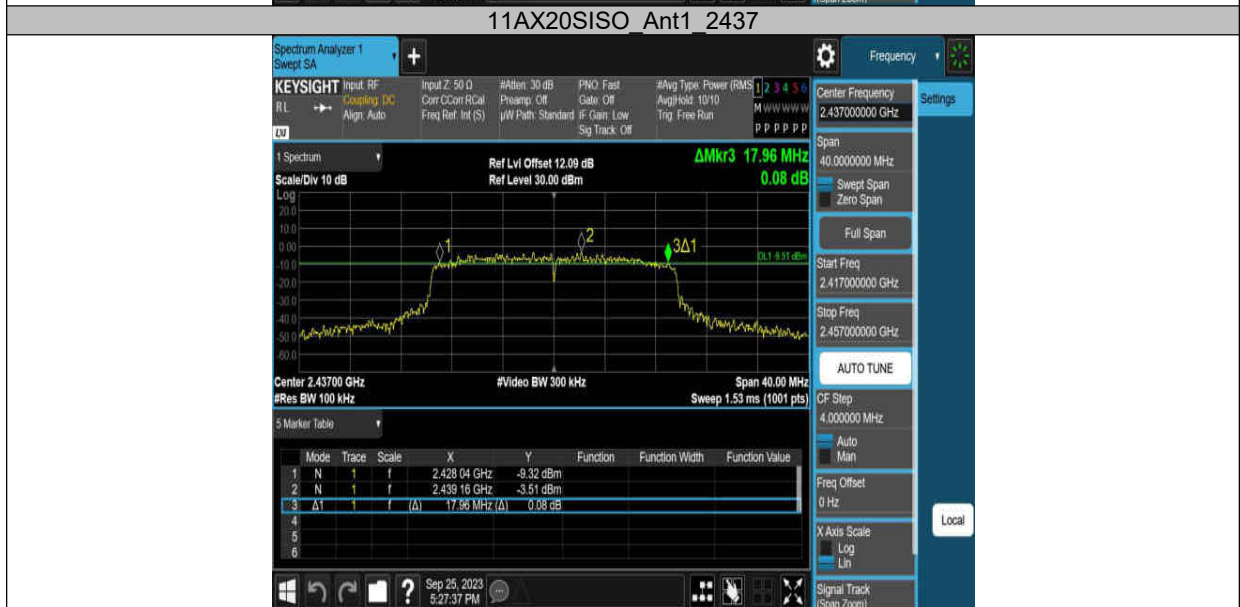 (Span Zoom)
11AX20SISO_Ant1_2437
Spectrum Analyzer 1
Swept SA
+
Frequency
KEYSIGHT
RL
LXI
Input: RF
Coupling: DC
Align: Auto
Input Z: 50 Ω
Corr CCorr RCal
Freq Ref: Int (S)
#Atten: 30 dB
Preamp: Off
µW Path: Standard
PNO: Fast
Gate: Off
IF Gain: Low
Sig Track: Off
#Avg Type: Power (RMS
Avg|Hold: 10/10
Trig: Free Run
1 2 3 4 5 6
M W W W W W
P P P P P P
Center Frequency
2.437000000 GHz
Settings
Span
40.0000000 MHz
Swept Span
Zero Span
Full Span
Start Freq
2.417000000 GHz
Stop Freq
2.457000000 GHz
AUTO TUNE
CF Step
4.000000 MHz
Auto
Man
Freq Offset
0 Hz
X Axis Scale
Log
Lin
Local
Signal Track
(Span Zoom)
1 Spectrum
Scale/Div 10 dB
Log
Ref Lvl Offset 12.09 dB
Ref Level 30.00 dBm
ΔMkr3 17.96 MHz
0.08 dB
20.0
10.0
0.00
-10.0
-20.0
-30.0
-40.0
-50.0
-60.0
1
2
3Δ1
DL1 -9.51 dBm
Center 2.43700 GHz
#Video BW 300 kHz
Span 40.00 MHz
#Res BW 100 kHz
Sweep 1.53 ms (1001 pts)
5 Marker Table
Mode Trace Scale X Y Function Function Width Function Value
1 N 1 f 2.428 04 GHz -9.32 dBm
2 N 1 f 2.439 16 GHz -3.51 dBm
3 Δ1 1 f (Δ) 17.96 MHz (Δ) 0.08 dB
4
5
6
?
Sep 25, 2023
5:27:37 PM